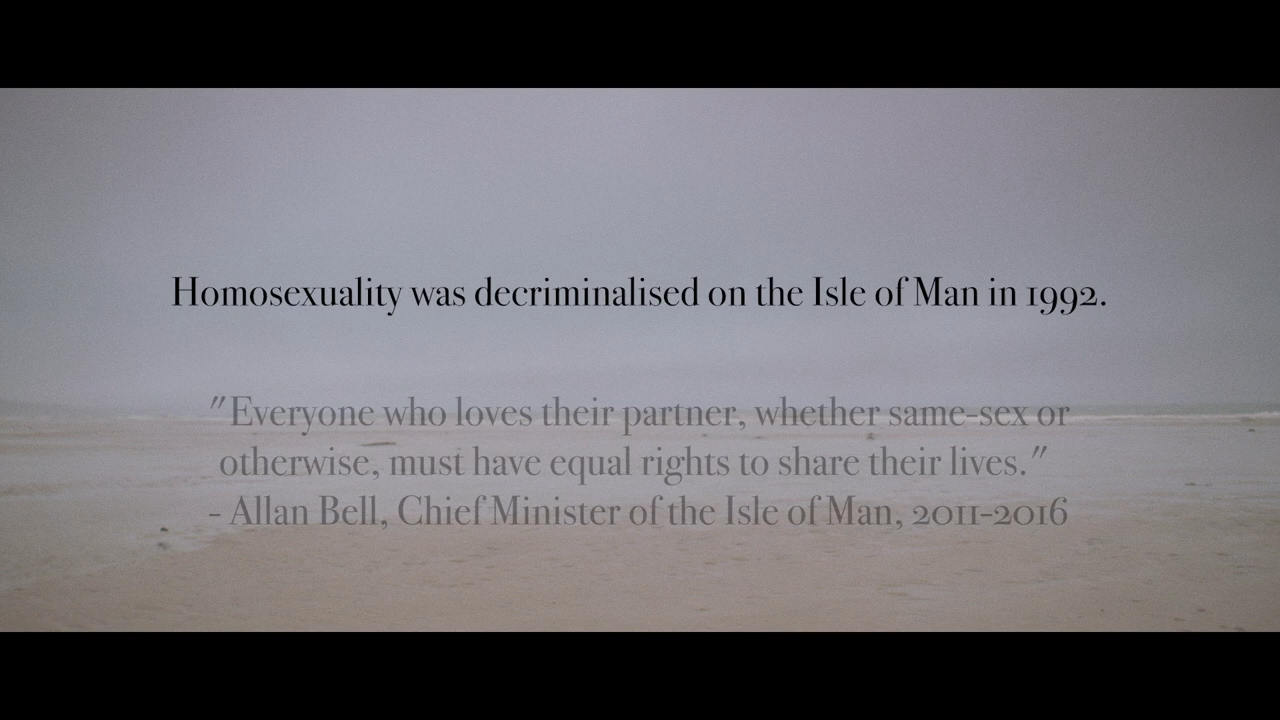 Homosexuality was decriminalised on the Isle of Man in 1992.
"Everyone who loves their partner, whether same-sex or
otherwise, must have equal rights to share their lives."
- Allan Bell, Chief Minister of the Isle of Man, 2011-2016